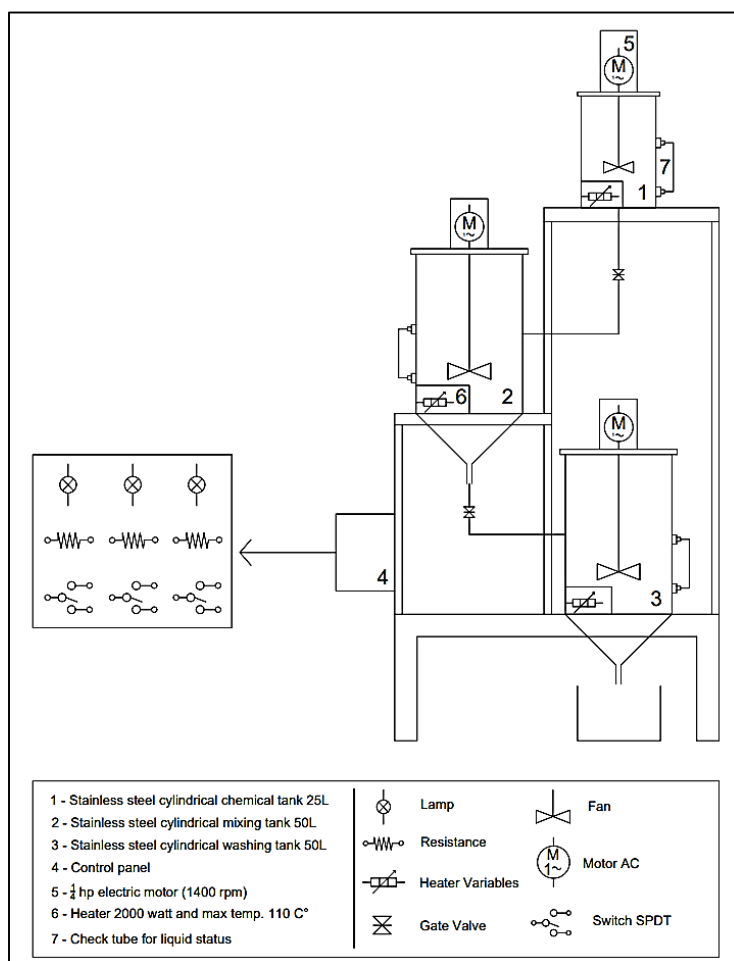 5
M
1~
7
1
M
1~
6
2
M
1~
4
3
1 - Stainless steel cylindrical chemical tank 25L
2 - Stainless steel cylindrical mixing tank 50L
3 - Stainless steel cylindrical washing tank 50L
4 - Control panel
5 - 1/4 hp electric motor (1400 rpm)
6 - Heater 2000 watt and max temp. 110 C°
7 - Check tube for liquid status
Lamp
Resistance
Heater Variables
Gate Valve
Fan
M
1~
Motor AC
Switch SPDT